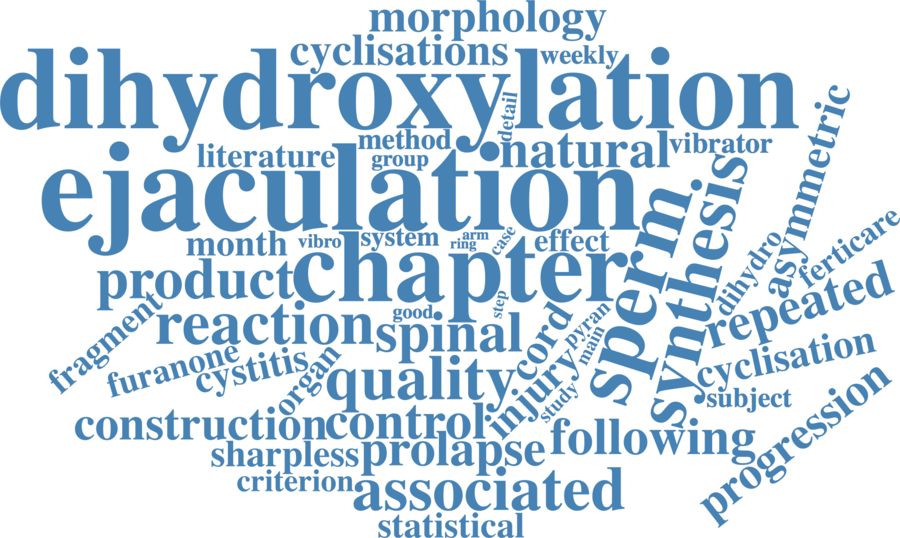 morphology
cyclisations weekly
dihydroxylation
detail
method
literature group natural vibrator
asymmetric
ejaculation
month vibro system ring arm case effect
sperm
synthesis
dihydro
ferticare
product chapter
repeated
fragment
reaction good step
spinal cord pyran
main
furanone
cystitis
organ
quality
injury
study
cyclisation
subject
construction control
following
progression
sharpless prolapse
criterion associated
statistical